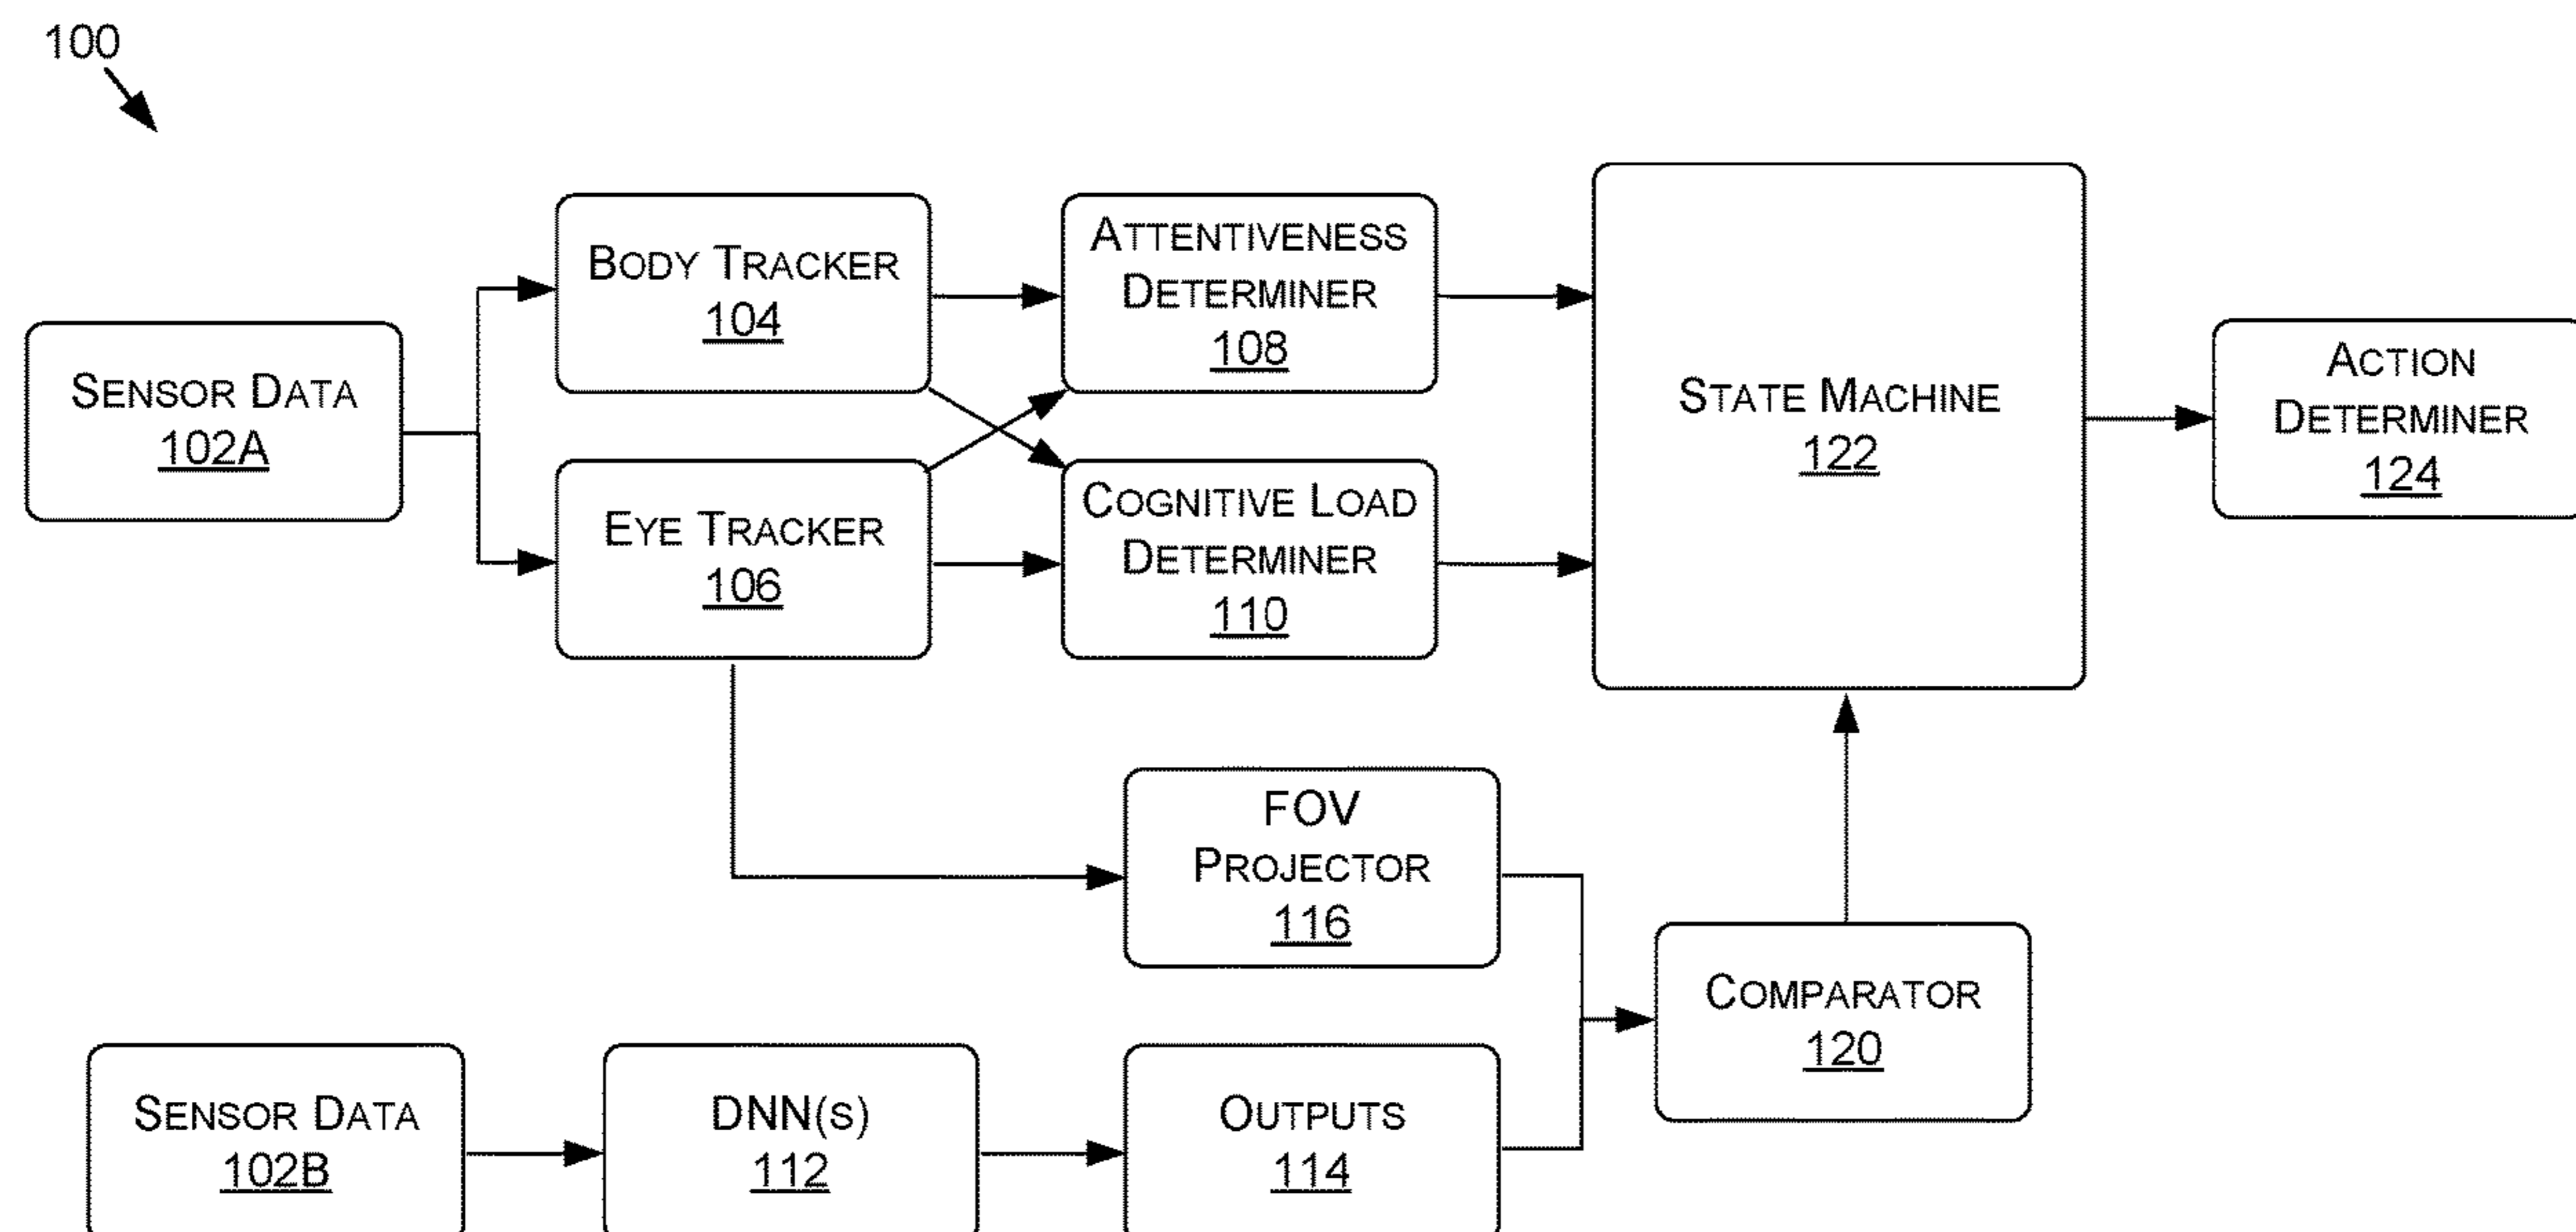 100
BODY TRACKER
104
ATTENTIVENESS
DETERMINER
108
SENSOR DATA
102A
STATE MACHINE
122
ACTION
DETERMINER
124
EYE TRACKER
106
COGNITIVE LOAD
DETERMINER
110
FOV
PROJECTOR
116
COMPARATOR
120
SENSOR DATA
102B
DNN(S)
112
OUTPUTS
114